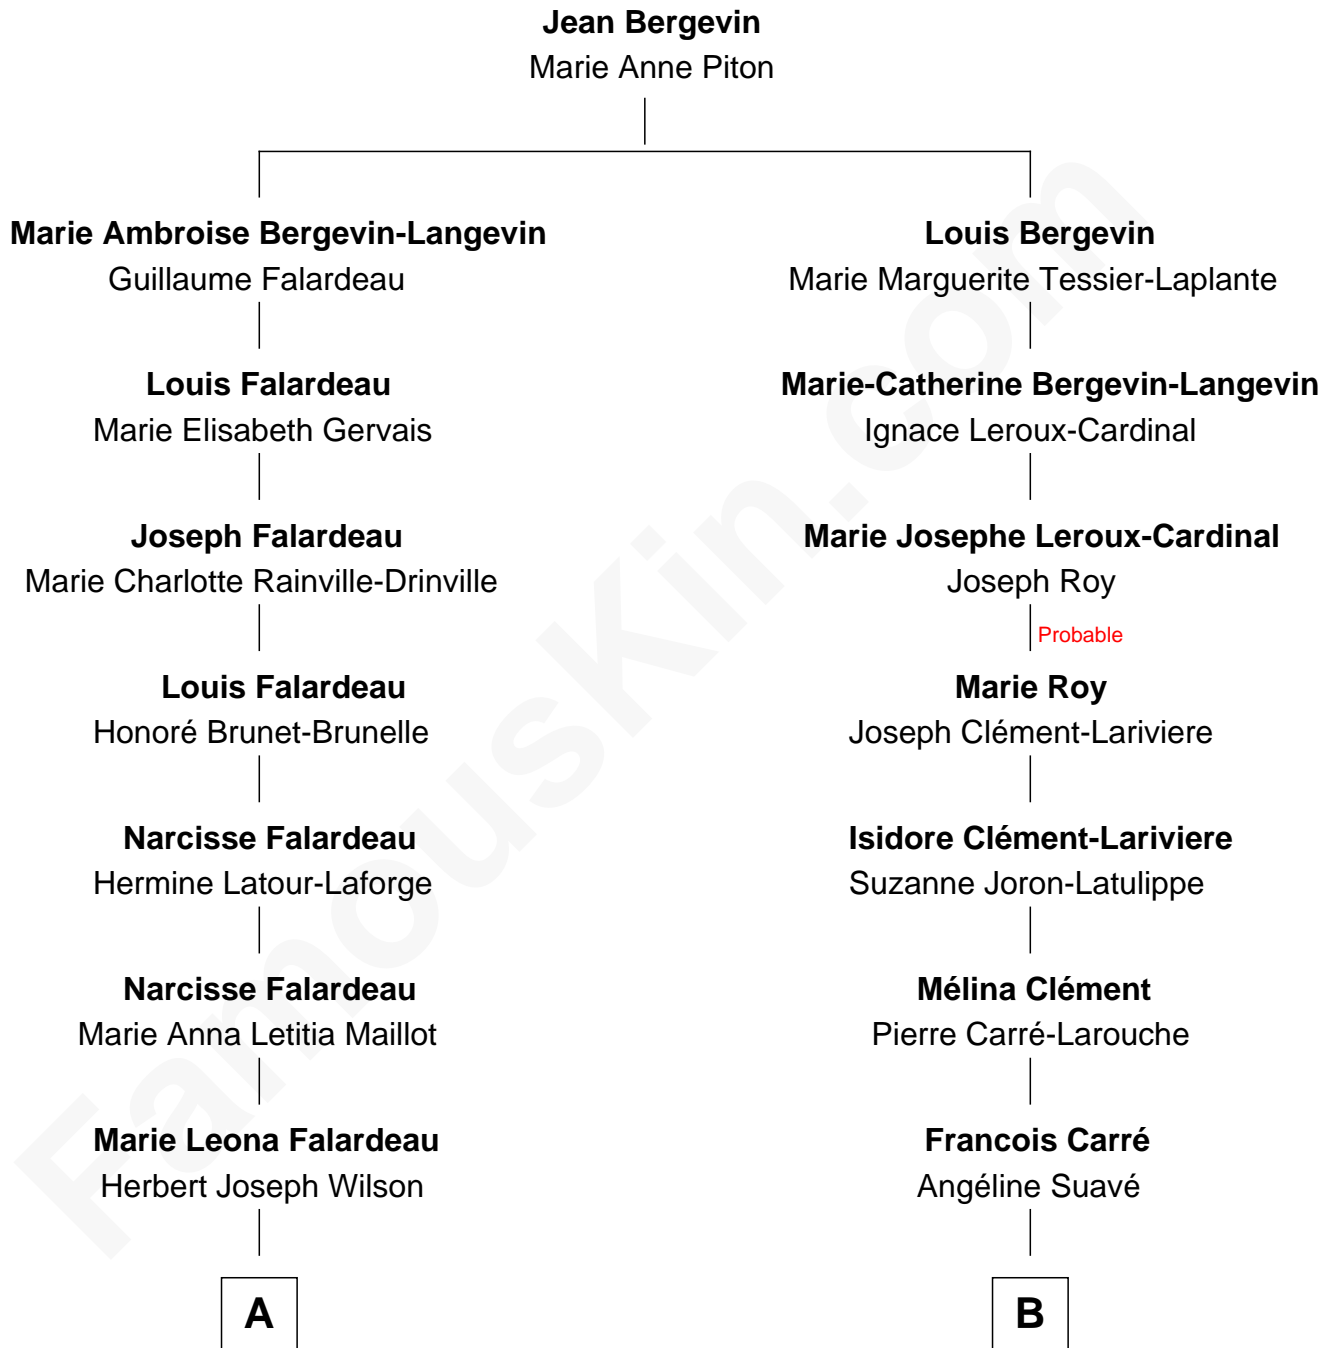 Jean Bergevin
Marie Anne Piton
Marie Ambroise Bergevin-Langevin
Guillaume Falardeau
Louis Bergevin
Marie Marguerite Tessier-Laplante
Louis Falardeau
Marie Elisabeth Gervais
Marie-Catherine Bergevin-Langevin
Ignace Leroux-Cardinal
Joseph Falardeau
Marie Charlotte Rainville-Drinville
Marie Josephe Leroux-Cardinal
Joseph Roy
Probable
Louis Falardeau
Honoré Brunet-Brunelle
Marie Roy
Joseph Clément-Lariviere
Narcisse Falardeau
Hermine Latour-Laforge
Isidore Clément-Lariviere
Suzanne Joron-Latulippe
Narcisse Falardeau
Marie Anna Letitia Maillot
Mélina Clément
Pierre Carré-Larouche
Marie Leona Falardeau
Herbert Joseph Wilson
Francois Carré
Angéline Suavé
A
B
FamousKin.com